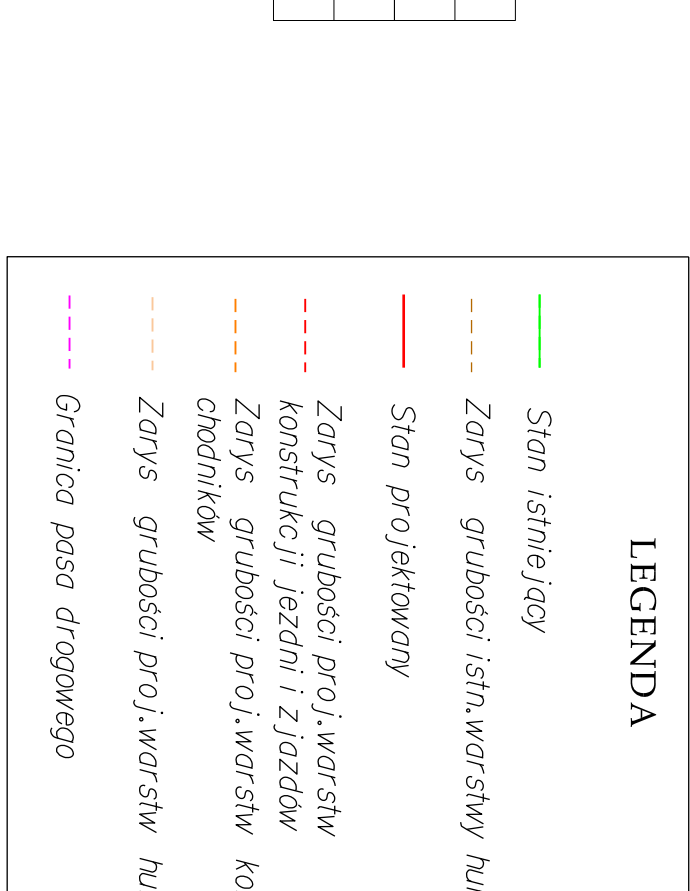 LEGENDA
Stan istniejący
Zarys grubości istn.warstwy
Stan projektowany
Zarys grubości proj.warstw
konstrukcji jezdni i zjazdów
Zarys grubości proj.warstw
chodników
Zarys grubości proj.warstw
Granica pasa drogowego